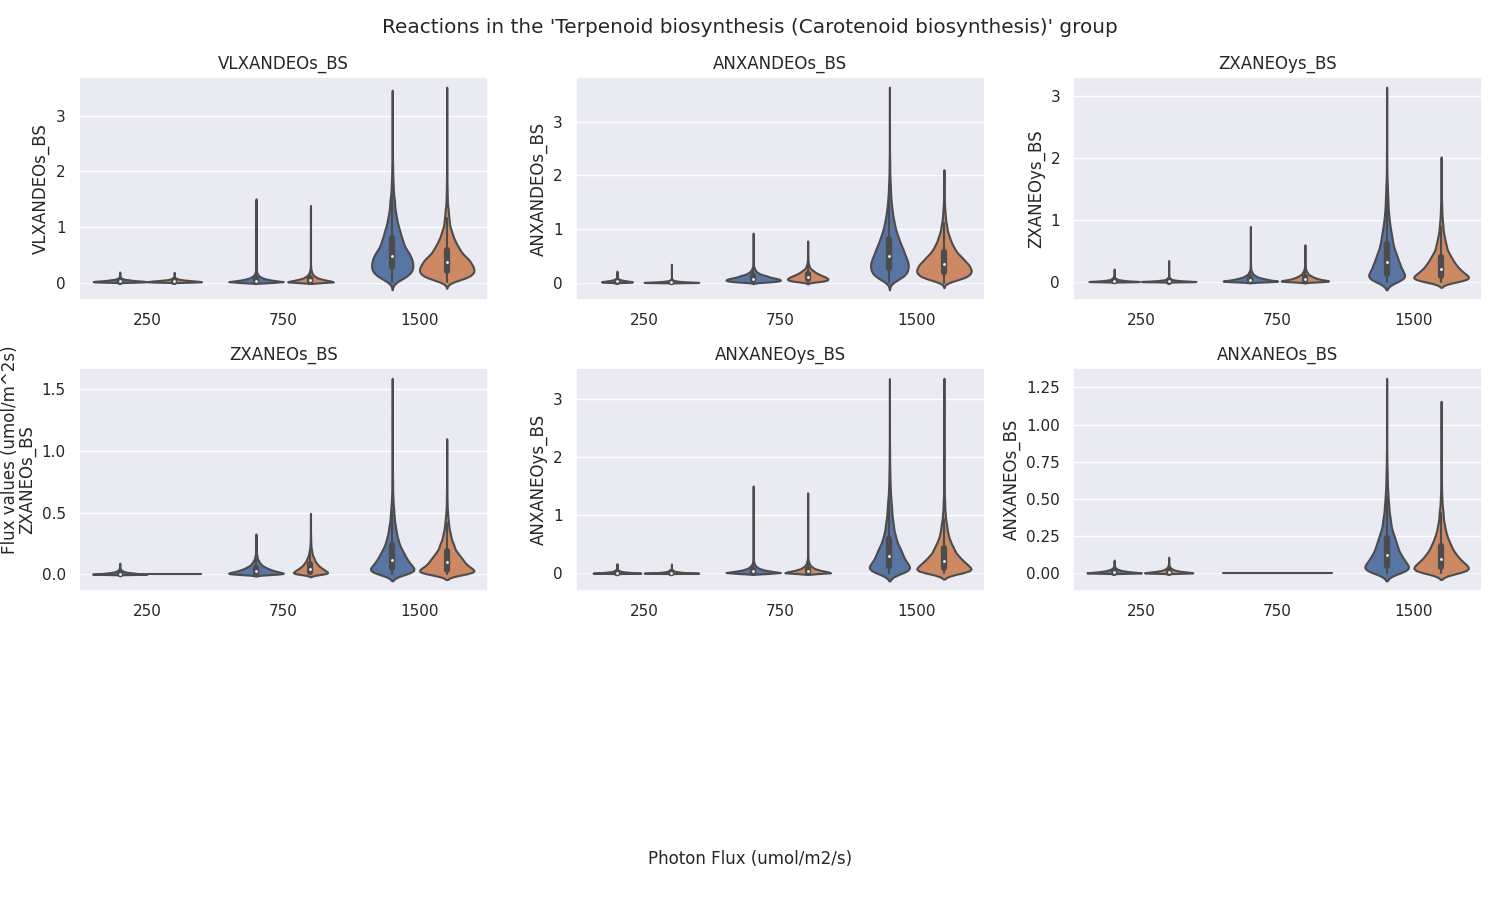 Reactions in the 'Terpenoid biosynthesis (Carotenoid biosynthesis)' group
VLXANDEOs_BS
ANXANDEOs_BS
ZXANEOys_BS
VLXANDEOs_BS
3
2
1
0
250
750
1500
ANXANDEOs_BS
3
2
1
0
250
750
1500
ZXANEOys_BS
3
2
1
0
250
750
1500
ZXANEOs_BS
ANXANEOys_BS
ANXANEOs_BS
Flux values (umol/m^2s)
ZXANEOs_BS
1.5
1.0
0.5
0.0
250
750
1500
ANXANEOys_BS
3
2
1
0
250
750
1500
ANXANEOs_BS
1.25
1.00
0.75
0.50
0.25
0.00
250
750
1500
Photon Flux (umol/m2/s)